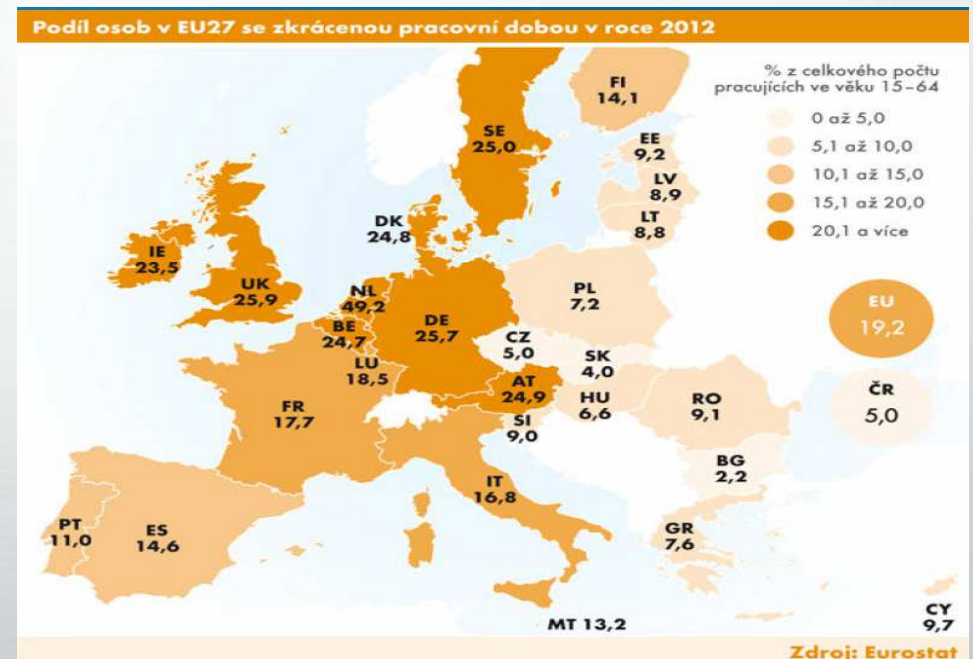 Podíl osob v EU27 se zkrácenou pracovní dobou v roce 2012
% z celkového počtu
pracujících ve věku 15–64
0 až 5,0
5,1 až 10,0
10,1 až 15,0
15,1 až 20,0
20,1 a více
FI
14,1
SE
25,0
EE
9,2
LV
8,9
LT
8,8
DK
24,8
IE
23,5
UK
25,9
NL
49,2
BE
24,7
LU
18,5
DE
25,7
PL
7,2
CZ
5,0
SK
4,0
AT
24,9
HU
6,6
SI
9,0
RO
9,1
BG
2,2
FR
17,7
IT
16,8
PT
11,0
ES
14,6
GR
7,6
MT 13,2
CY
9,7
EU
19,2
ČR
5,0
Zdroj: Eurostat